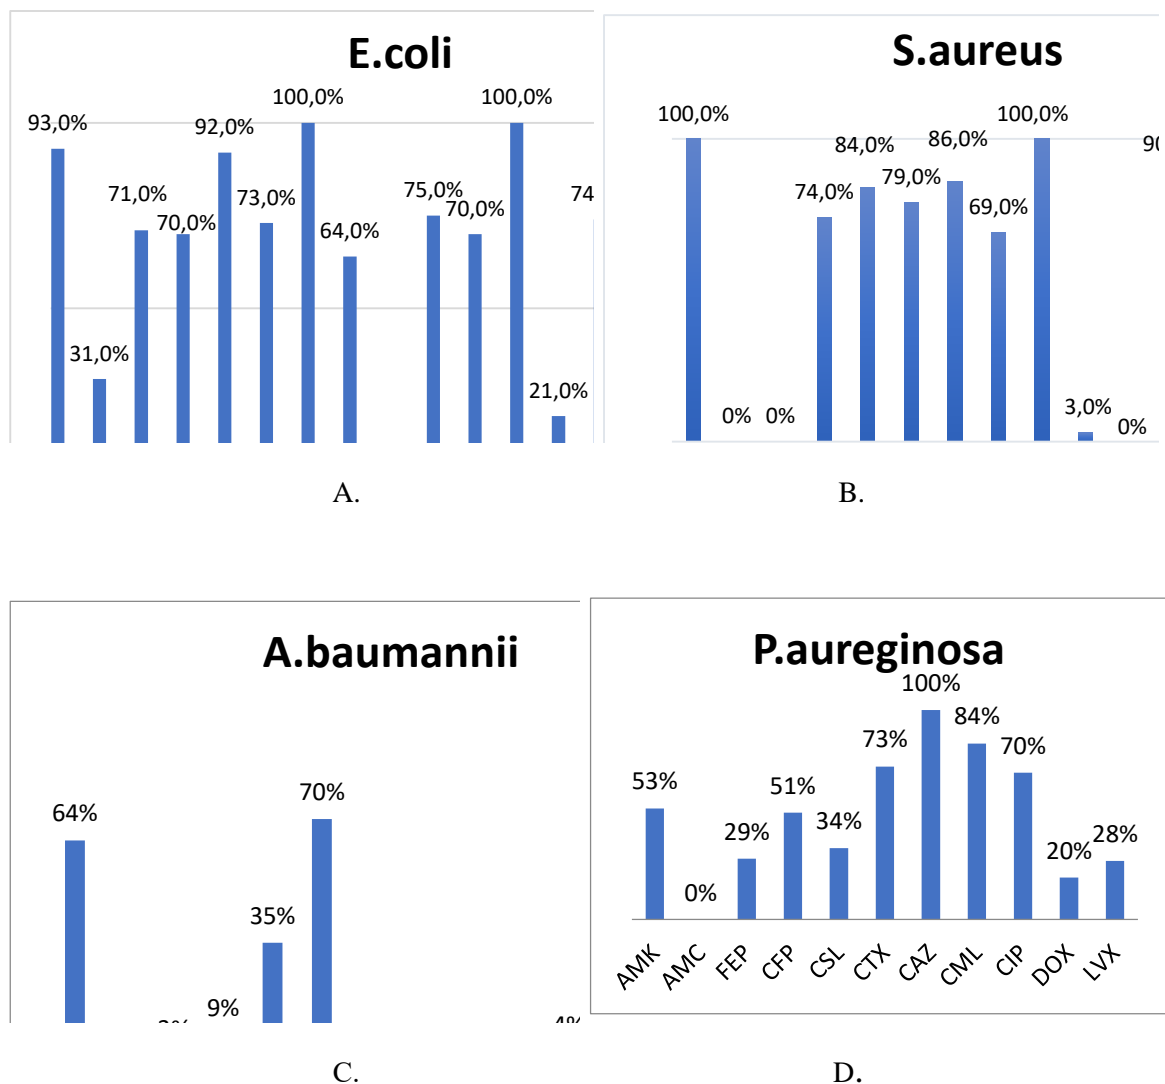 E.coli
100,0% 100,0%
93,0% 92,0%
71,0% 70,0% 73,0% 64,0% 75,0% 70,0% 74
31,0% 21,0%
A.
S.aureus
100,0% 100,0%
84,0% 86,0% 90
74,0% 79,0% 69,0%
0% 0% 3,0% 0%
B.
A.baumannii
64% 70%
35%
9%
4%
C.
P.aureginosa
100%
53% 0% 29% 51% 34% 73% 84% 70% 20% 28%
AMK AMC FEP CFP CSL CTX CAZ CML CIP DOX LVX
D.